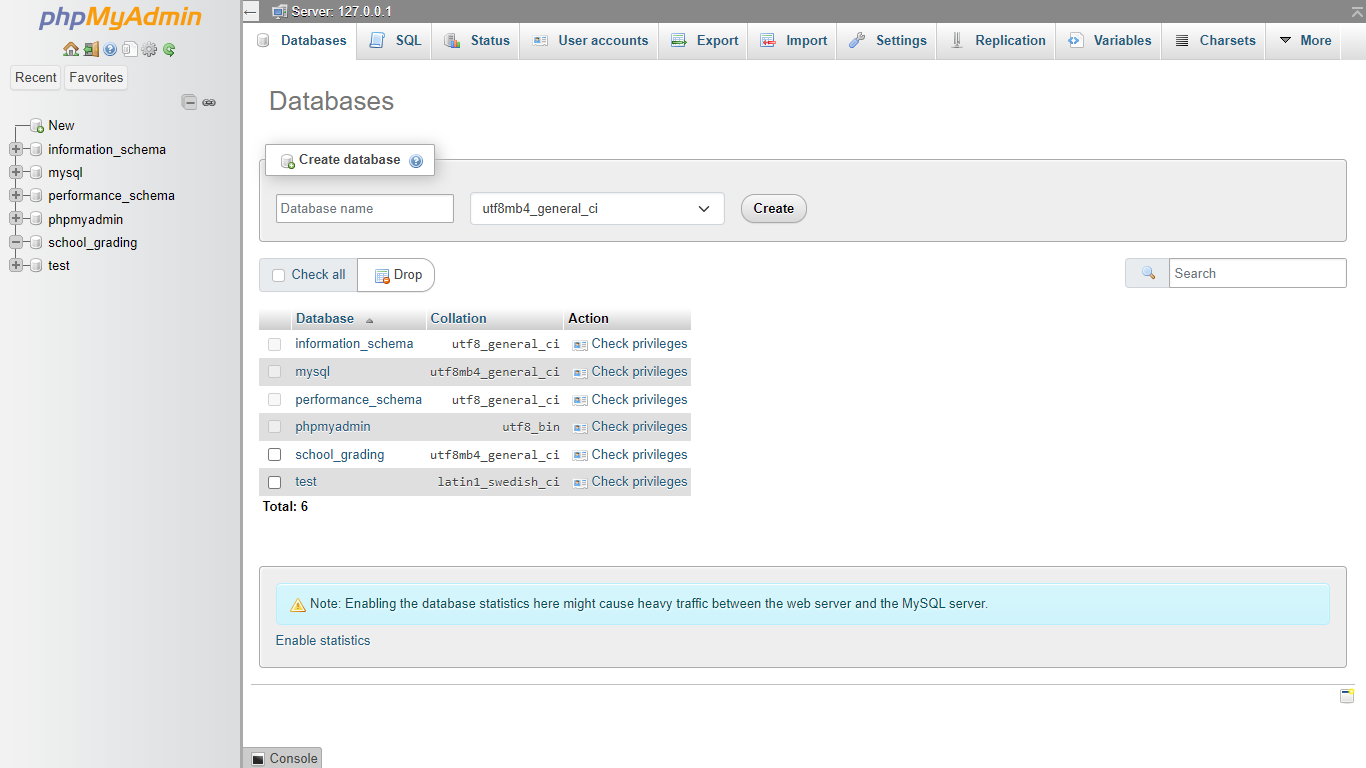 phpMyAdmin
Recent Favorites
New
information_schema
mysql
performance_schema
phpmyadmin
school_grading
test
Server: 127.0.0.1
Databases SQL Status User accounts Export Import Settings Replication Variables Charsets More
Databases
Create database
Database name utf8mb4_general_ci Create
Check all Drop Search
Database Collation Action
information_schema utf8_general_ci Check privileges
mysql utf8mb4_general_ci Check privileges
performance_schema utf8_general_ci Check privileges
phpmyadmin utf8_bin Check privileges
school_grading utf8mb4_general_ci Check privileges
test latin1_swedish_ci Check privileges
Total: 6
Note: Enabling the database statistics here might cause heavy traffic between the web server and the MySQL server.
Enable statistics
Console